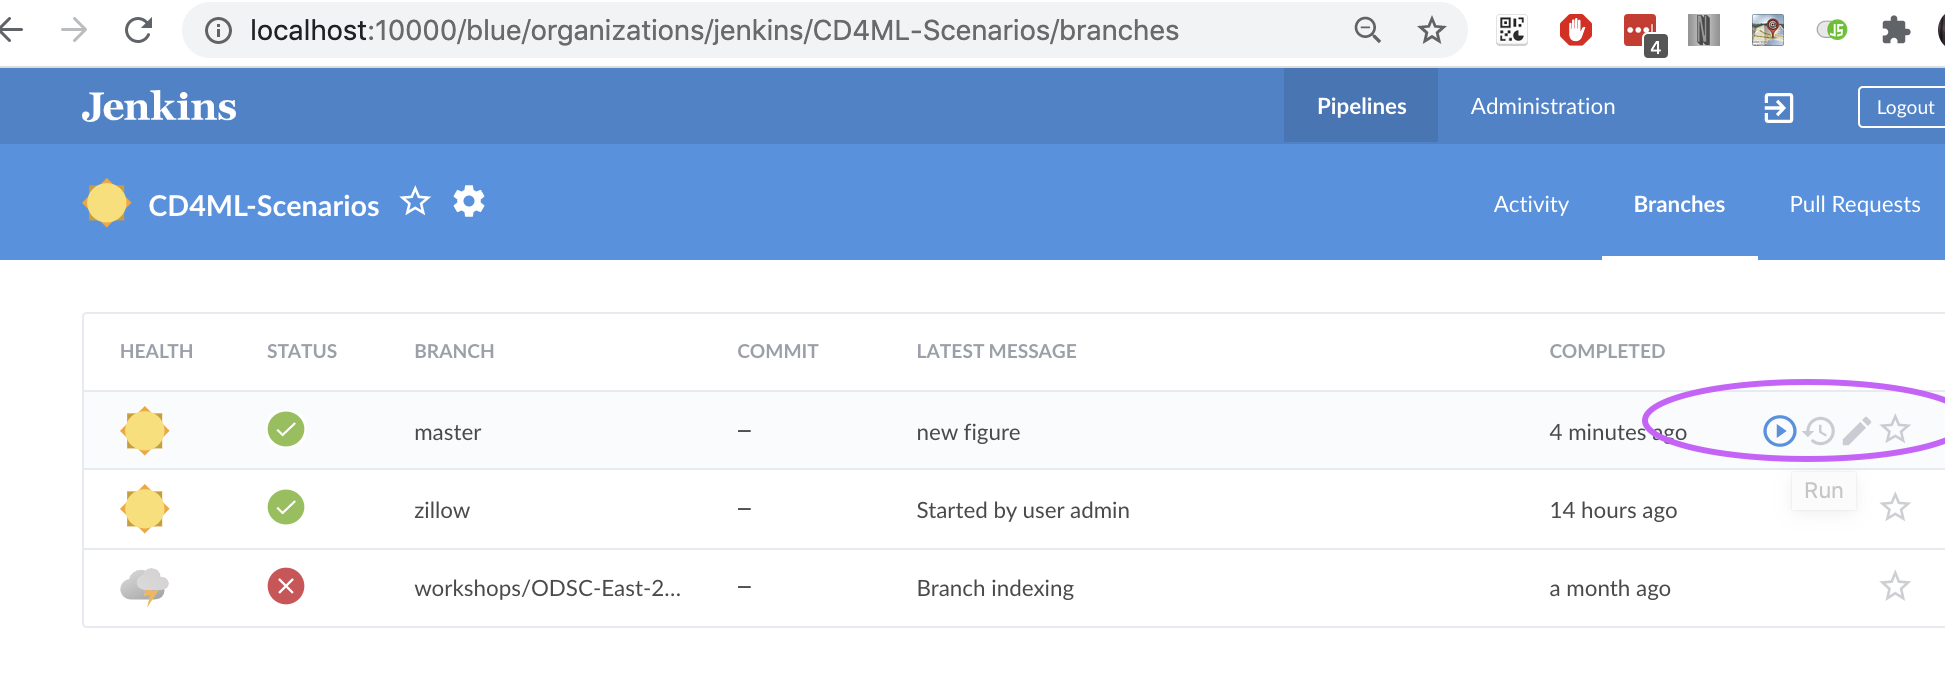 localhost:10000/blue/organizations/jenkins/CD4ML-Scenarios/branches
4
JS
Jenkins
Pipelines
Administration
Logout
CD4ML-Scenarios
Activity
Branches
Pull Requests
HEALTH STATUS BRANCH COMMIT LATEST MESSAGE COMPLETED
master – new figure 4 minutes ago
Run
zillow – Started by user admin 14 hours ago
workshops/ODSC-East-2... – Branch indexing a month ago